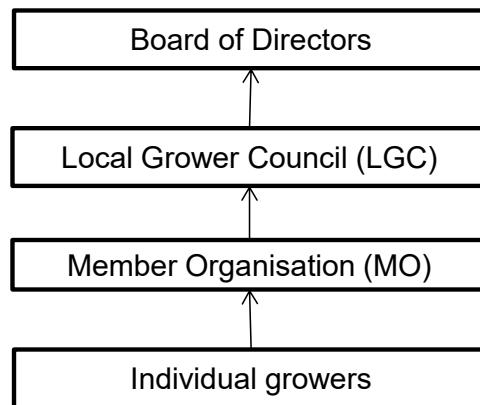 Board of Directors
Local Grower Council (LGC)
Member Organisation (MO)
Individual growers